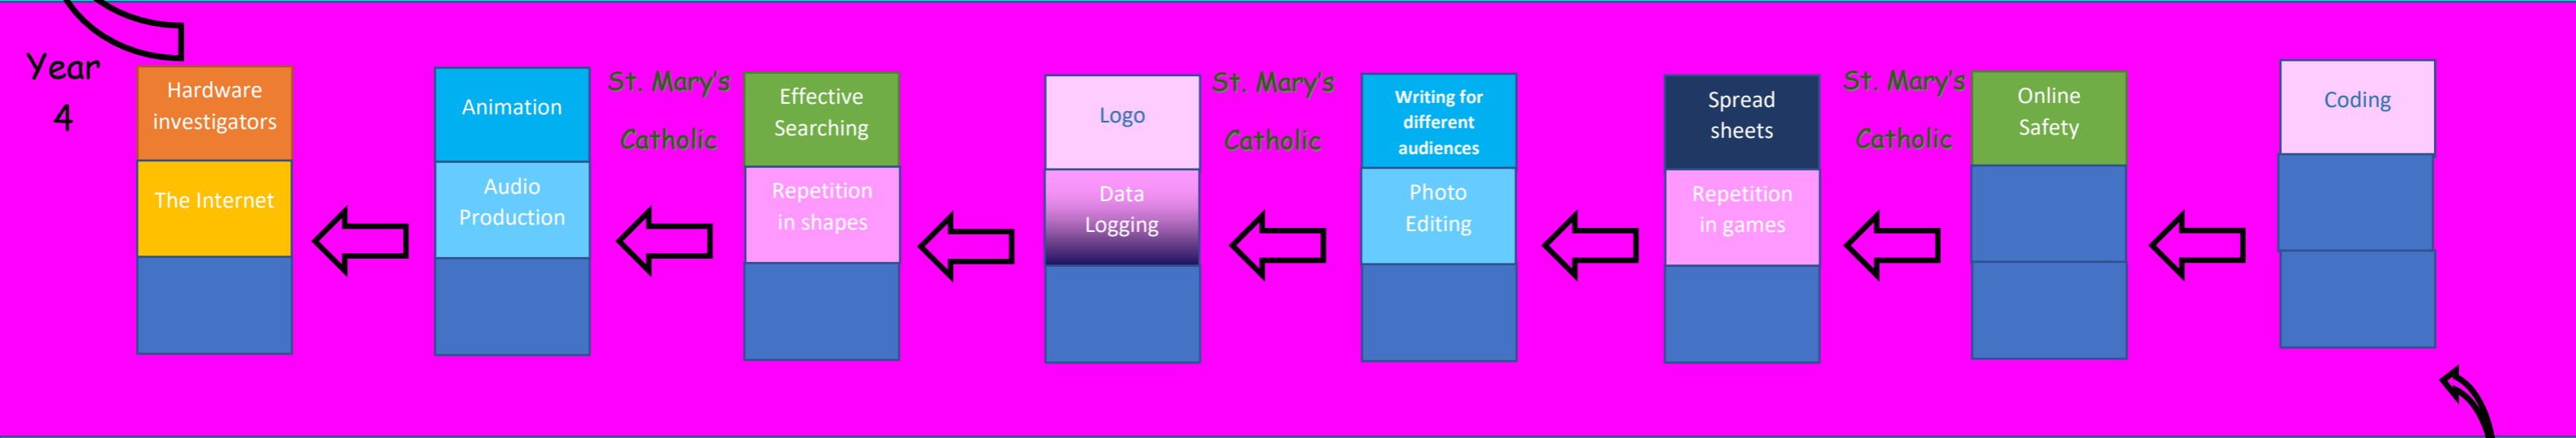 Year
4
Hardware
investigators
The Internet
Animation
Audio
Production
St. Mary's
Catholic
Effective
Searching
Repetition
in shapes
Logo
Data
Logging
St. Mary's
Catholic
Writing for
different
audiences
Photo
Editing
Spread
sheets
Repetition
in games
St. Mary's
Catholic
Online
Safety
Coding